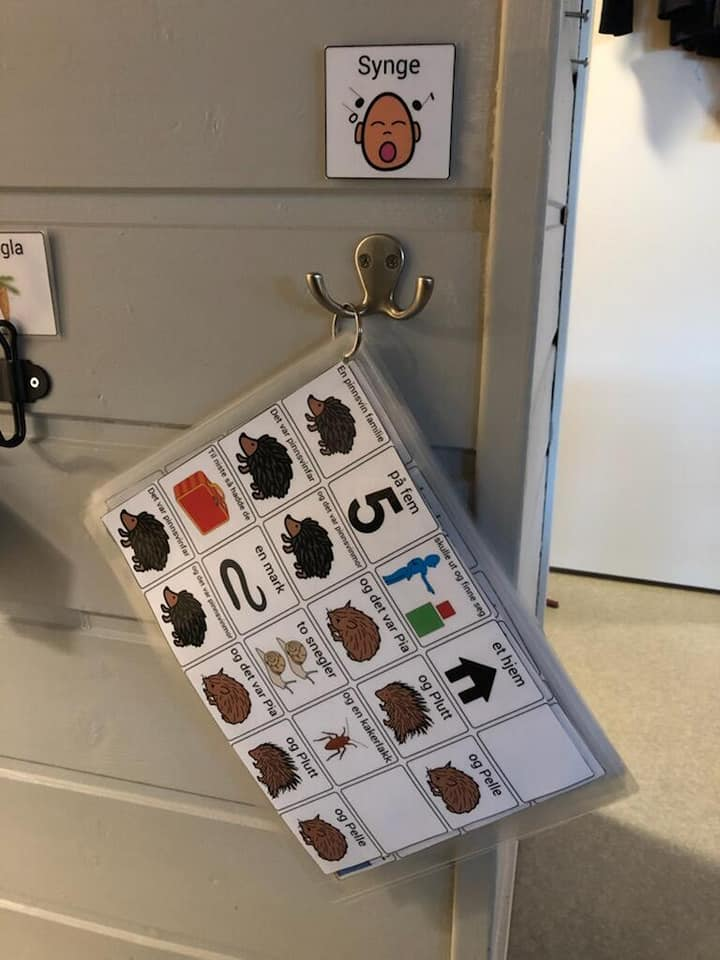 Synge
gla
En pinnsvin familie
på fem
5
skulle ut og finne seg
et hjem
Det var pinnsvinfar
og det var pinnsvinmor
og det var Pia
og Plutt
og Pelle
Til niste så hadde de
en mark
to snegler
og en kakerlakk
Det var pinnsvinfar
og det var pinnsvinmor
og det var Pia
og Plutt
og Pelle